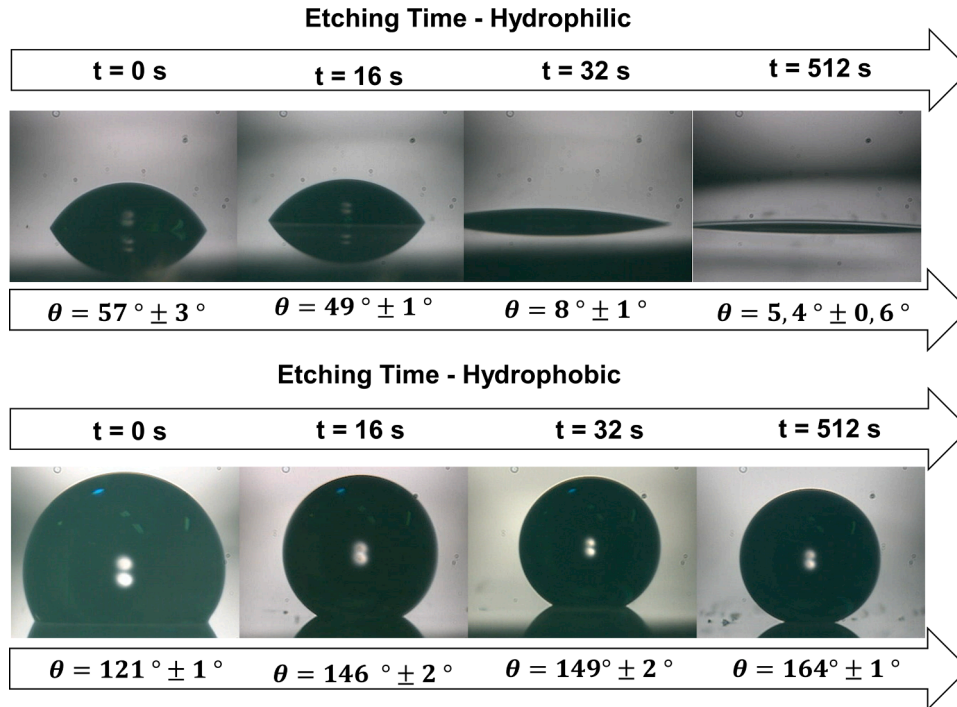 Etching Time - Hydrophilic
t = 0 s t = 16 s t = 32 s t = 512 s
θ = 57 ° ± 3 ° θ = 49 ° ± 1 ° θ = 8 ° ± 1 ° θ = 5,4 ° ± 0,6 °
Etching Time - Hydrophobic
t = 0 s t = 16 s t = 32 s t = 512 s
θ = 121 ° ± 1 ° θ = 146 ° ± 2 ° θ = 149° ± 2 ° θ = 164° ± 1 °